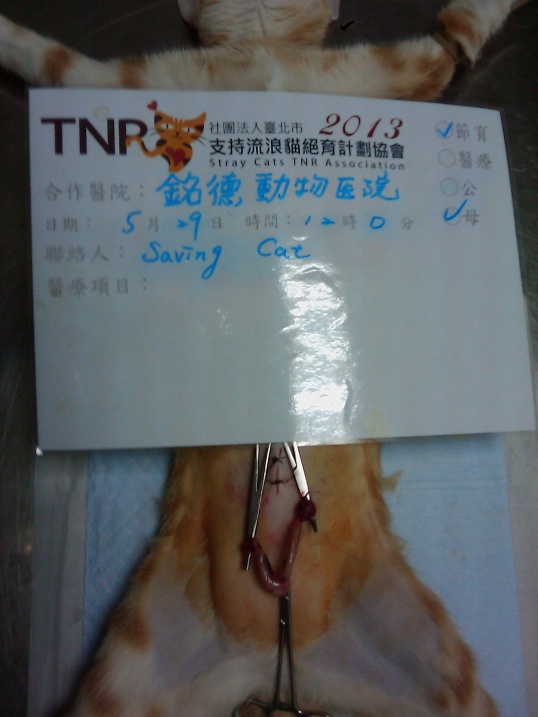 TNR 社團法人臺北市 2013
支持流浪貓絕育計劃協會
Stray Cats TNR Association
節育
醫療
公
母
合作醫院：銘德動物医院
日期：5月29日 時間：12時0分
聯絡人：Saving Cat
醫療項目：